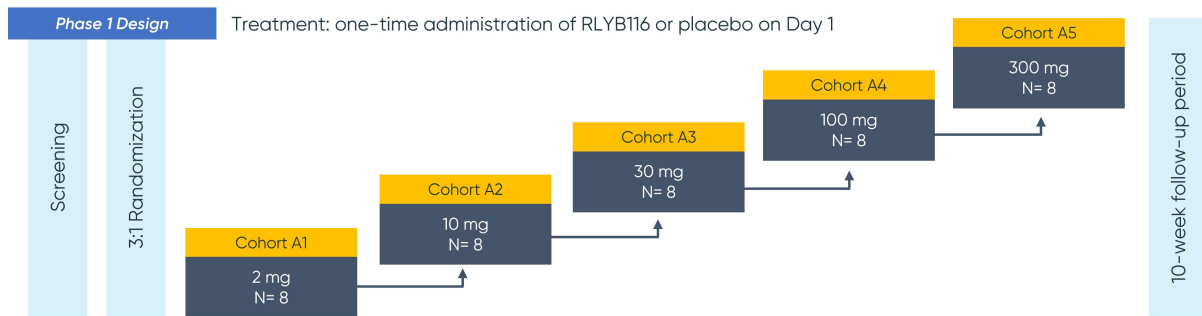 Phase 1 Design
Treatment: one-time administration of RLYB116 or placebo on Day 1
Screening
3:1 Randomization
Cohort A1
2 mg
N= 8
Cohort A2
10 mg
N= 8
Cohort A3
30 mg
N= 8
Cohort A4
100 mg
N= 8
Cohort A5
300 mg
N= 8
10-week follow-up period